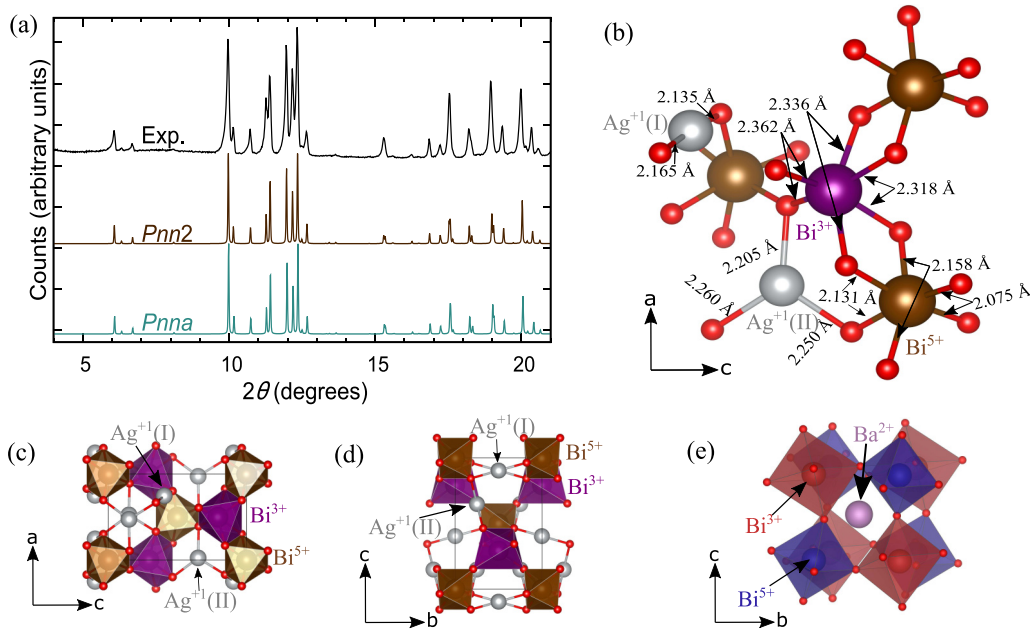 (a)
Counts (arbitrary units)
Exp.
Pnn2
Pnna
5
10
15
20
2θ (degrees)
(b)
2.135 Å
Ag⁺¹(I)
2.165 Å
2.336 Å
2.362 Å
2.318 Å
Bi³⁺
2.205 Å
2.158 Å
2.260 Å
2.131 Å
2.075 Å
Ag⁺¹(II)
2.250 Å
Bi⁵⁺
a
c
(c)
Ag⁺¹(I)
Bi³⁺
Bi⁵⁺
Ag⁺¹(II)
a
c
(d)
Ag⁺¹(I)
Bi⁵⁺
Bi³⁺
Ag⁺¹(II)
c
b
(e)
Ba²⁺
Bi³⁺
Bi⁵⁺
c
b